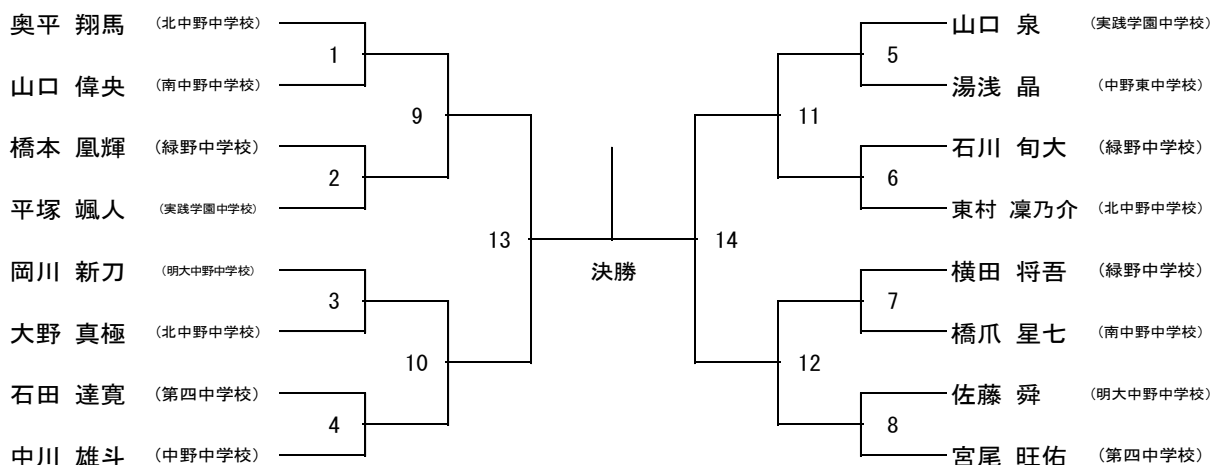 奥平 翔馬 (北中野中学校)
1
山口 偉央 (南中野中学校)
9
橋本 凰輝 (緑野中学校)
2
平塚 颯人 (実践学園中学校)
13
岡川 新刀 (明大中野中学校)
3
大野 真極 (北中野中学校)
10
石田 達寛 (第四中学校)
4
中川 雄斗 (中野中学校)
決勝
山口 泉 (実践学園中学校)
5
湯浅 晶 (中野東中学校)
11
石川 旬大 (緑野中学校)
6
東村 凜乃介 (北中野中学校)
14
横田 将吾 (緑野中学校)
7
橋爪 星七 (南中野中学校)
12
佐藤 舜 (明大中野中学校)
8
宮尾 旺佑 (第四中学校)